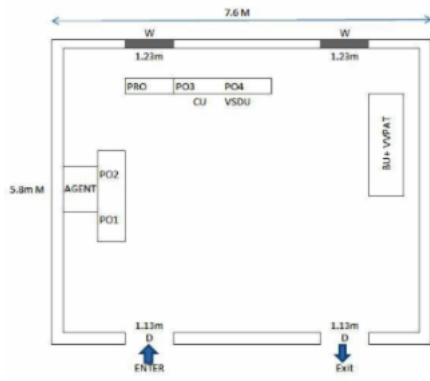 7.6 M
W
W
1.23m
1.23m
PRO
PO3
PO4
CU
VSDU
BU+ VVPAT
PO2
AGENT
5.8m M
PO1
1.13m
1.13m
D
D
ENTER
Exit